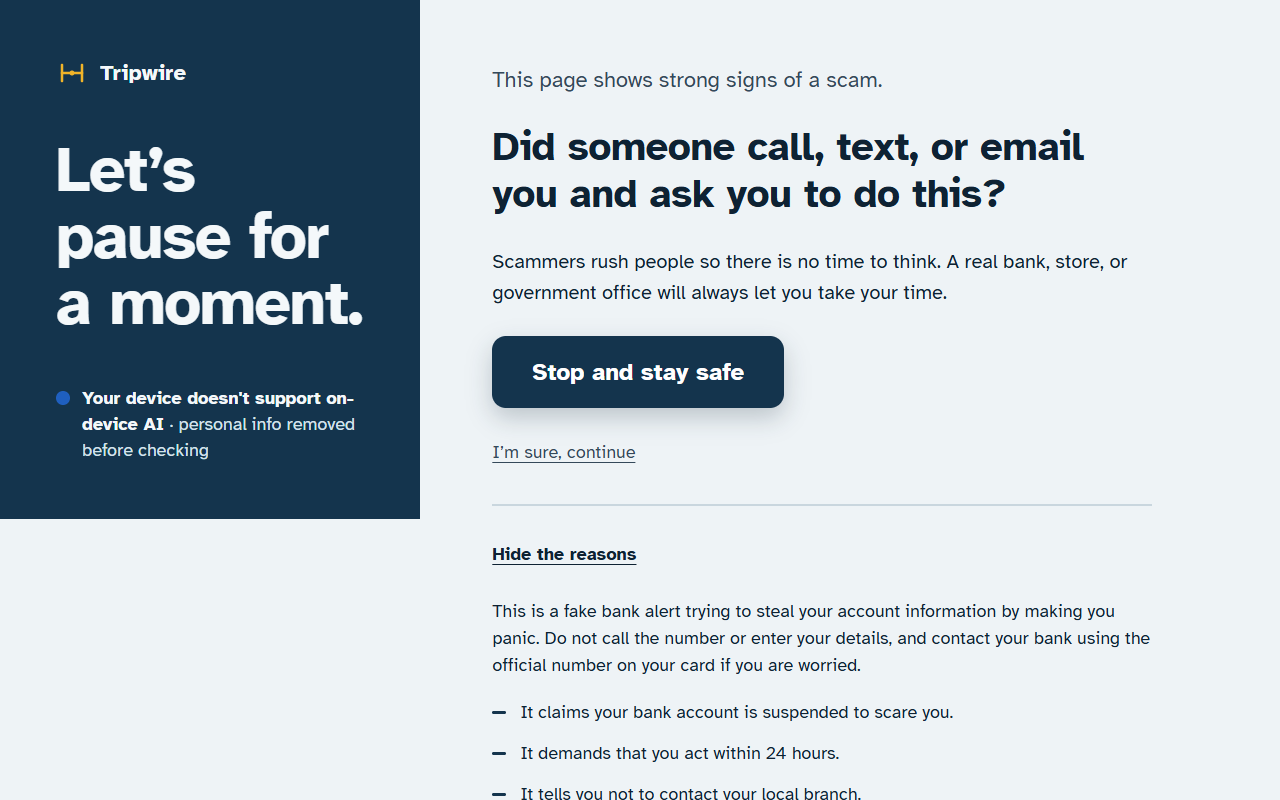 Tripwire
Let’s
pause for
a moment.
Your device doesn't support on-
device AI · personal info removed
before checking
This page shows strong signs of a scam.
Did someone call, text, or email
you and ask you to do this?
Scammers rush people so there is no time to think. A real bank, store, or
government office will always let you take your time.
Stop and stay safe
I’m sure, continue
Hide the reasons
This is a fake bank alert trying to steal your account information by making you
panic. Do not call the number or enter your details, and contact your bank using the
official number on your card if you are worried.
It claims your bank account is suspended to scare you.
It demands that you act within 24 hours.
It tells you not to contact your local branch.